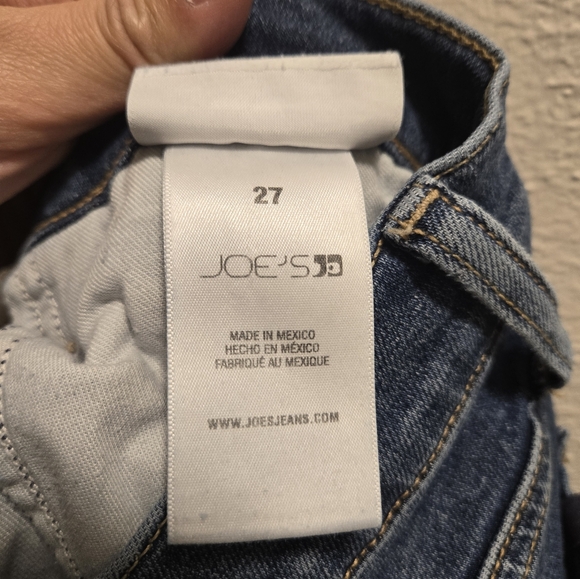 27
JOE'S
MADE IN MEXICO
HECHO EN MÉXICO
FABRIQUÉ AU MEXIQUE
WWW.JOESJEANS.COM